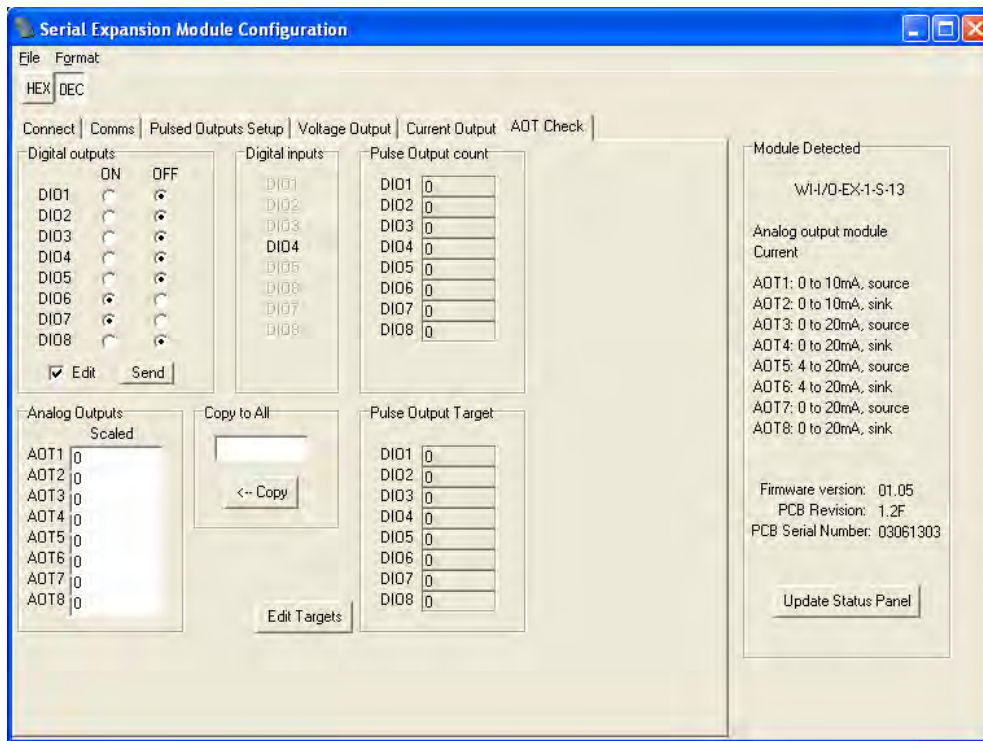 Serial Expansion Module Configuration
File Format
HEX DEC
Connect Comms Pulsed Outputs Setup Voltage Output Current Output AOT Check
Digital outputs
ON OFF
DIO1
DIO2
DIO3
DIO4
DIO5
DIO6
DIO7
DIO8
Edit Send
Digital inputs
DIO1
DIO2
DIO3
DIO4
DIO5
DIO6
DIO7
DIO8
Pulse Output count
DIO1 0
DIO2 0
DIO3 0
DIO4 0
DIO5 0
DIO6 0
DIO7 0
DIO8 0
Analog Outputs
Scaled
AOT1 0
AOT2 0
AOT3 0
AOT4 0
AOT5 0
AOT6 0
AOT7 0
AOT8 0
Copy to All
<-- Copy
Edit Targets
Pulse Output Target
DIO1 0
DIO2 0
DIO3 0
DIO4 0
DIO5 0
DIO6 0
DIO7 0
DIO8 0
Module Detected
WI-I/O-EX-1-S-13
Analog output module
Current
AOT1: 0 to 10mA, source
AOT2: 0 to 10mA, sink
AOT3: 0 to 20mA, source
AOT4: 0 to 20mA, sink
AOT5: 4 to 20mA, source
AOT6: 4 to 20mA, sink
AOT7: 0 to 20mA, source
AOT8: 0 to 20mA, sink
Firmware version: 01.05
PCB Revision: 1.2F
PCB Serial Number: 03061303
Update Status Panel